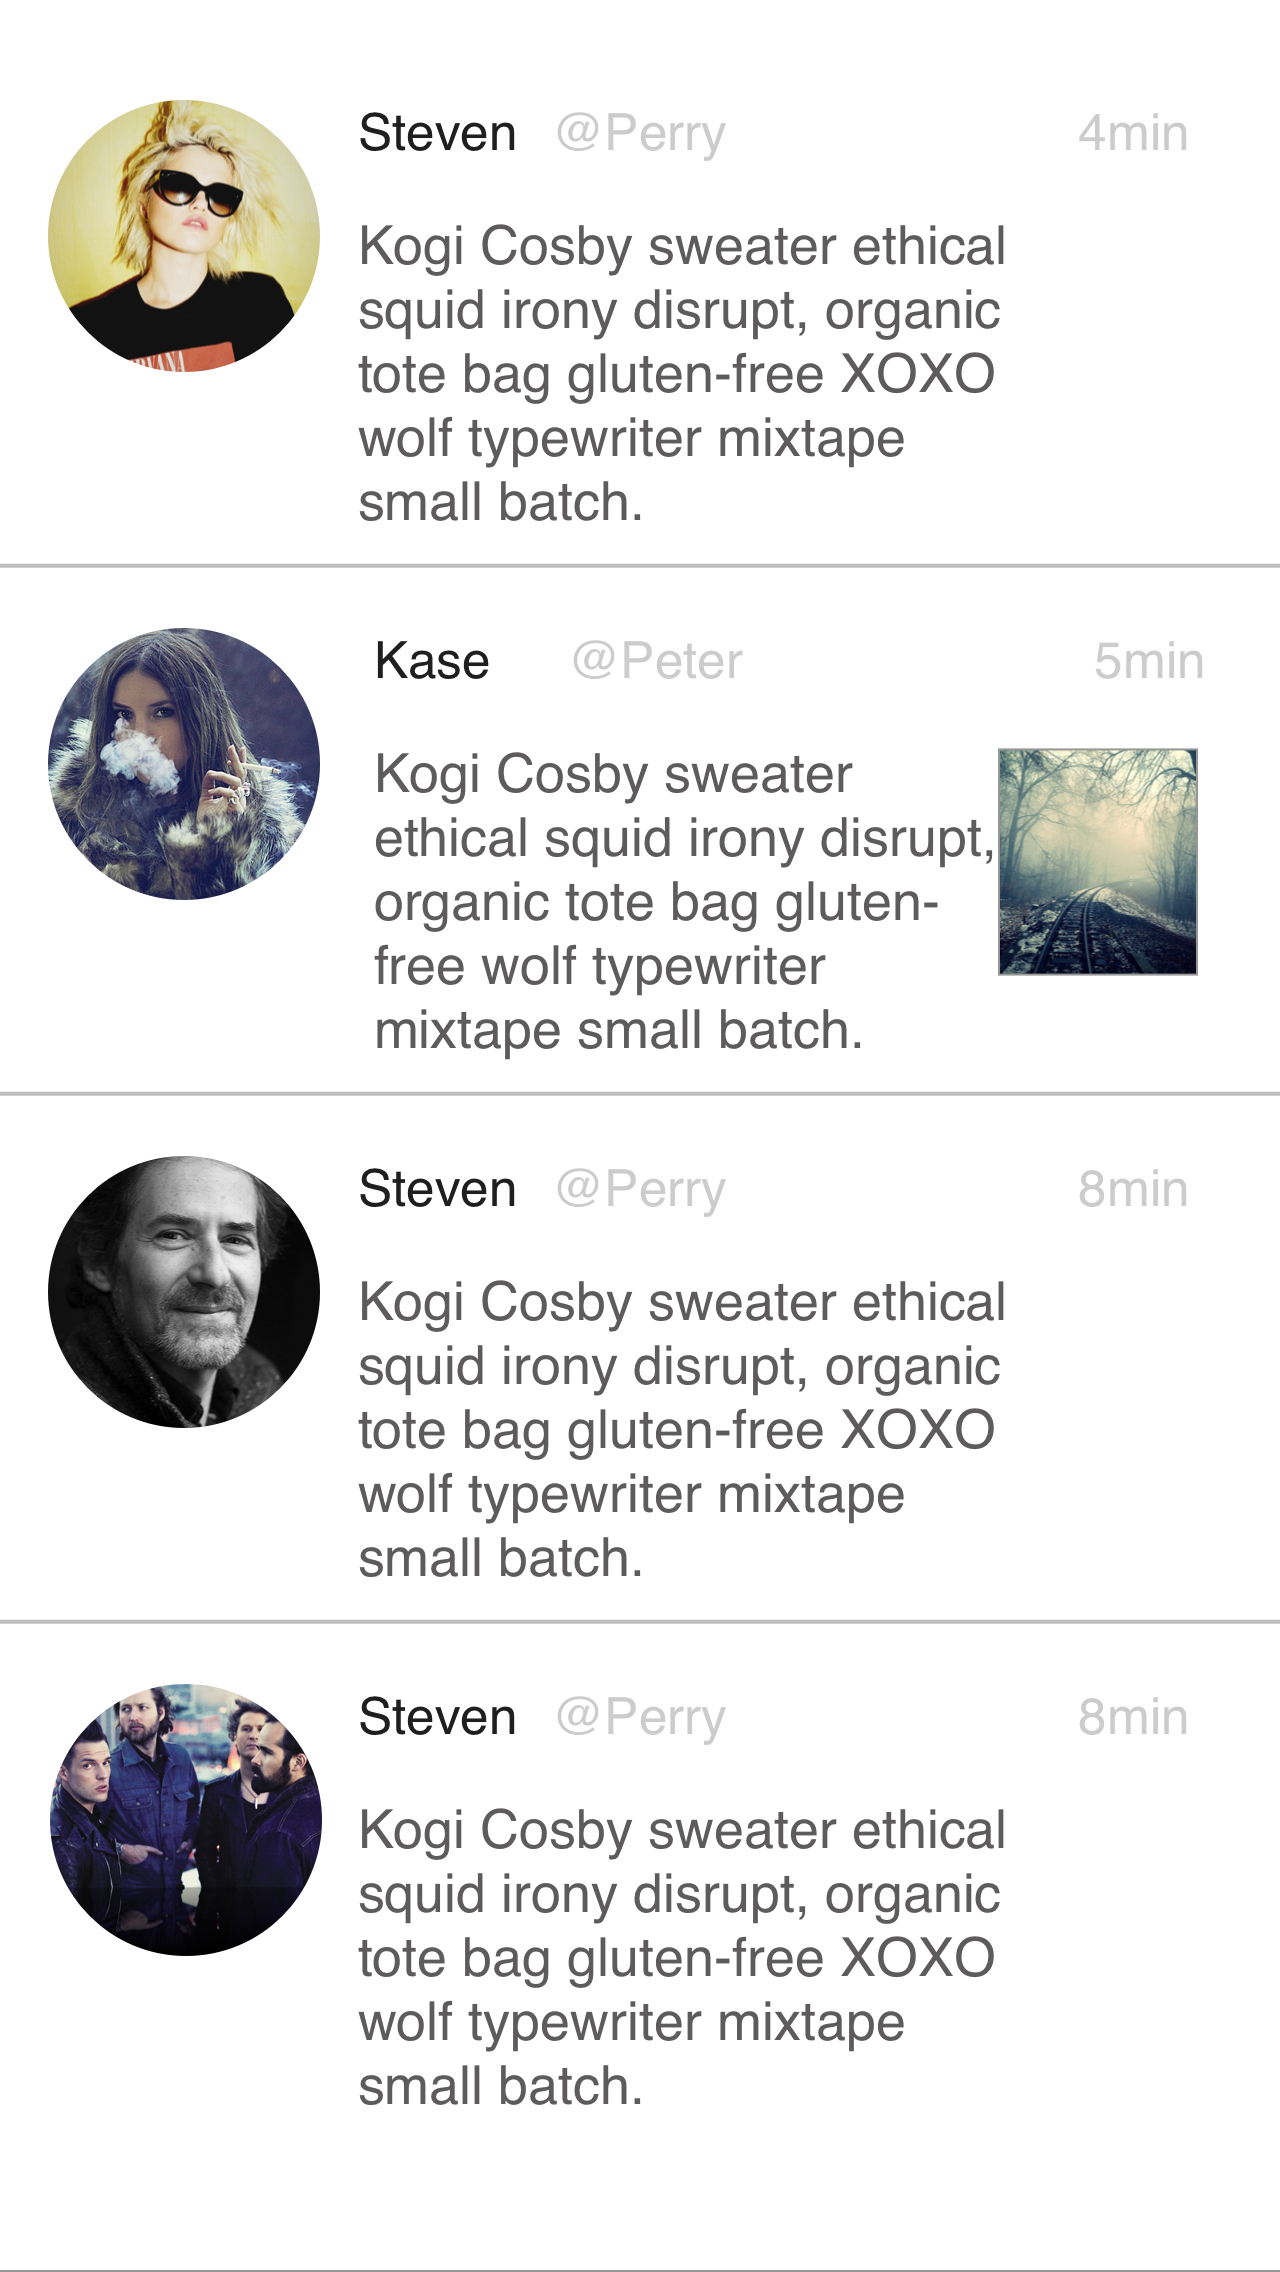 Steven @Perry 4min
Kogi Cosby sweater ethical
squid irony disrupt, organic
tote bag gluten-free XOXO
wolf typewriter mixtape
small batch.
Kase @Peter 5min
Kogi Cosby sweater
ethical squid irony disrupt,
organic tote bag gluten-
free wolf typewriter
mixtape small batch.
Steven @Perry 8min
Kogi Cosby sweater ethical
squid irony disrupt, organic
tote bag gluten-free XOXO
wolf typewriter mixtape
small batch.
Steven @Perry 8min
Kogi Cosby sweater ethical
squid irony disrupt, organic
tote bag gluten-free XOXO
wolf typewriter mixtape
small batch.